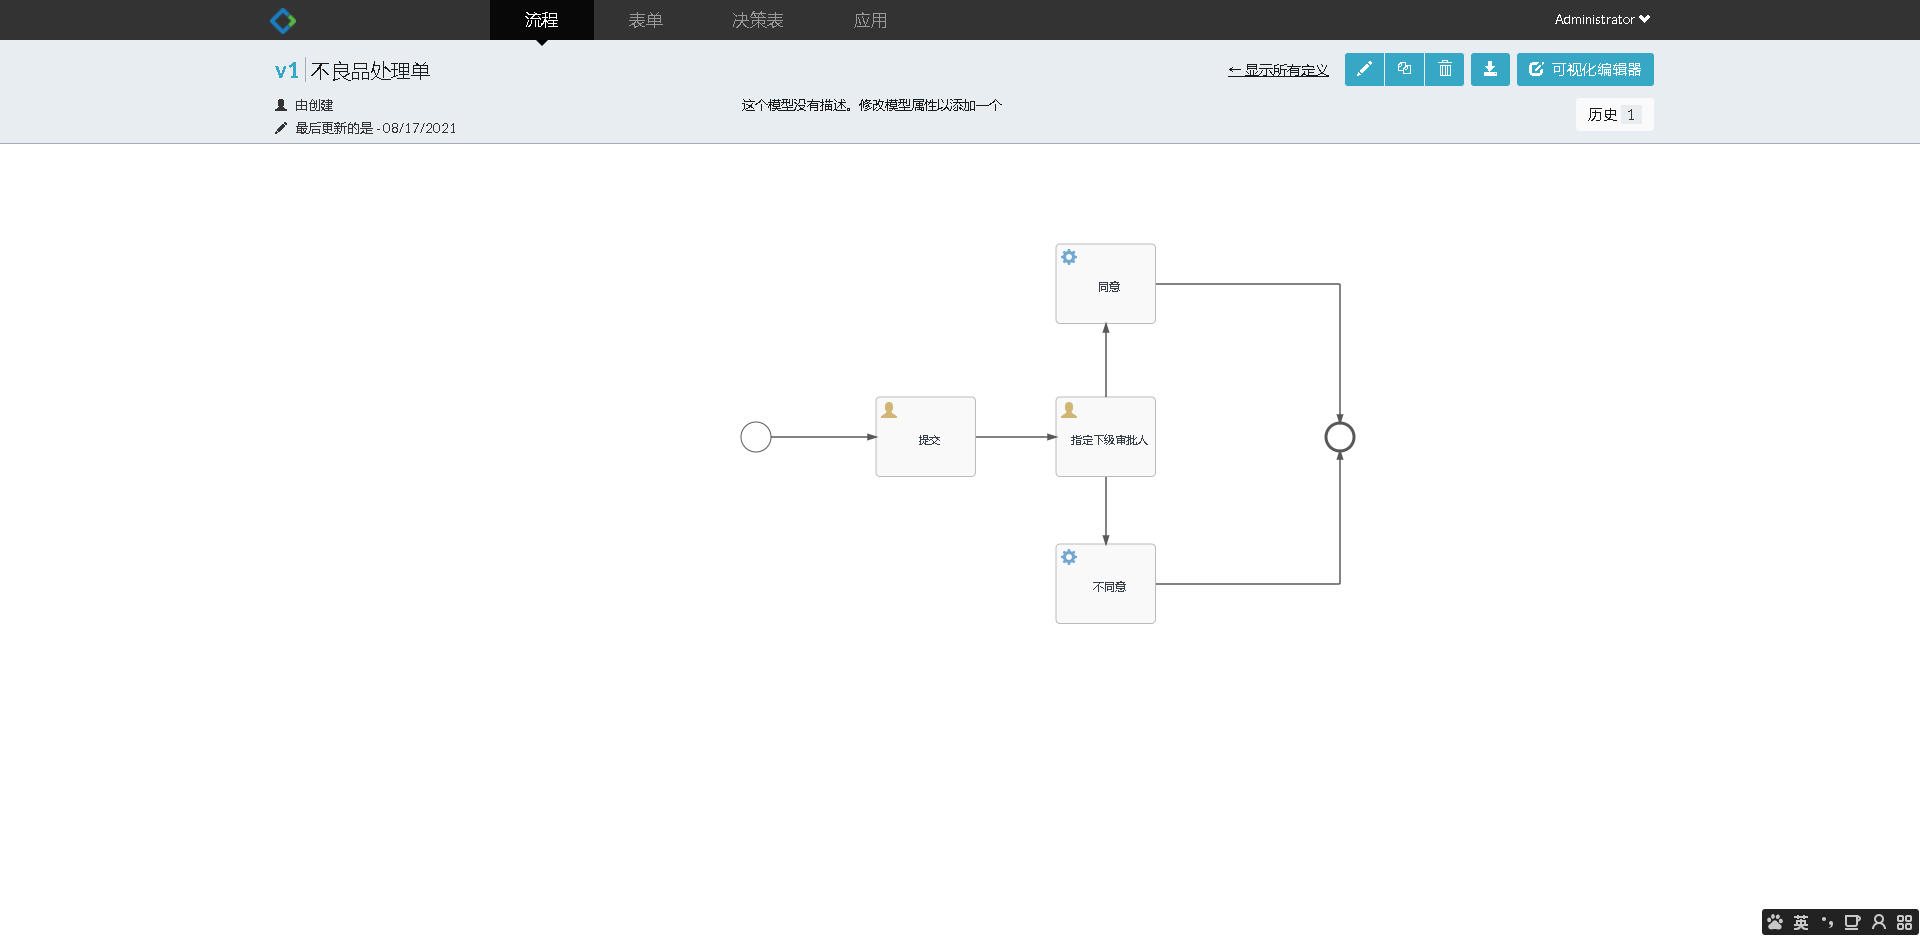 流程
表单
决策表
应用
Administrator
v1 不良品处理单
← 显示所有定义
可视化编辑器
由创建
这个模型没有描述。修改模型属性以添加一个
历史 1
最后更新的是 - 08/17/2021
同意
提交
指定下级审批人
不同意
英